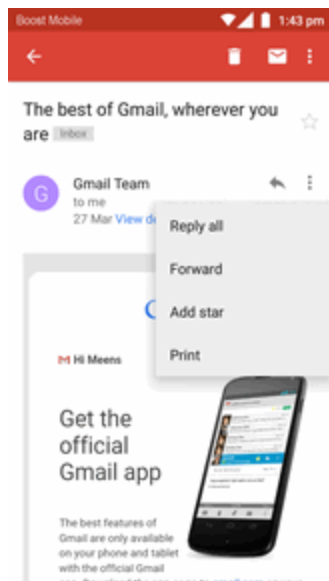 Boost Mobile 1:43 pm
The best of Gmail, wherever you
are Inbox
G Gmail Team
to me
27 Mar View de
Reply all
Forward
Add star
Print
Hi Meens
Get the
official
Gmail app
The best features of
Gmail are only available
on your phone and tablet
with the official Gmail